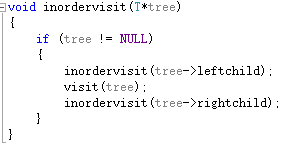 void inordervisit(T*tree)
{
    if (tree != NULL)
    {
        inordervisit(tree->leftchild);
        visit(tree);
        inordervisit(tree->rightchild);
    }
}